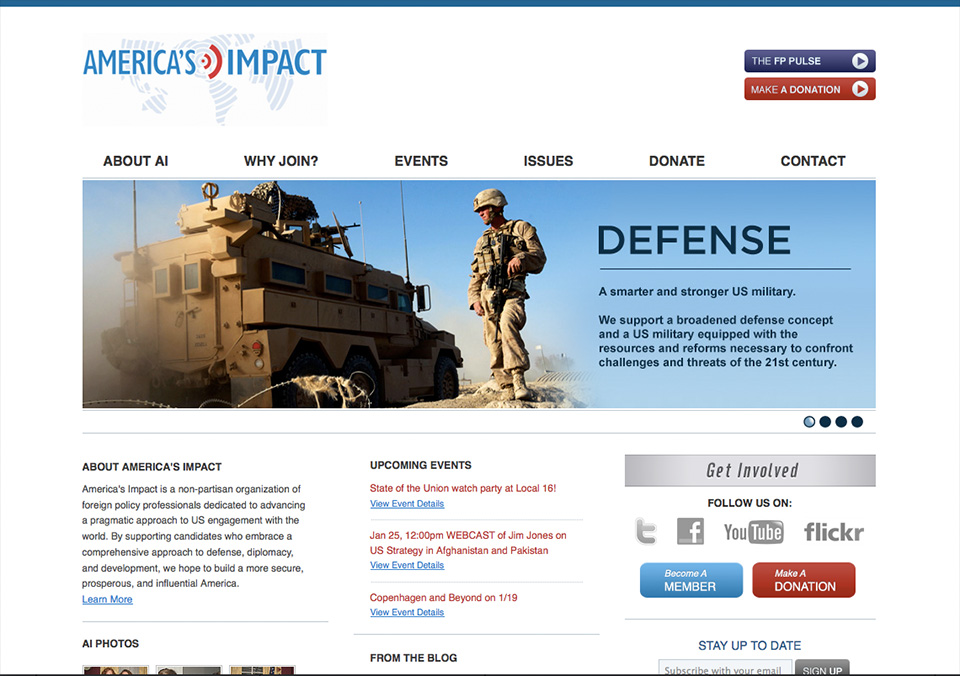 AMERICA'S IMPACT
THE FP PULSE
MAKE A DONATION
ABOUT AI
WHY JOIN?
EVENTS
ISSUES
DONATE
CONTACT
DEFENSE
A smarter and stronger US military.
We support a broadened defense concept
and a US military equipped with the
resources and reforms necessary to confront
challenges and threats of the 21st century.
ABOUT AMERICA'S IMPACT
America's Impact is a non-partisan organization of
foreign policy professionals dedicated to advancing
a pragmatic approach to US engagement with the
world. By supporting candidates who embrace a
comprehensive approach to defense, diplomacy,
and development, we hope to build a more secure,
prosperous, and influential America.
Learn More
AI PHOTOS
UPCOMING EVENTS
State of the Union watch party at Local 16!
View Event Details
Jan 25, 12:00pm WEBCAST of Jim Jones on
US Strategy in Afghanistan and Pakistan
View Event Details
Copenhagen and Beyond on 1/19
View Event Details
FROM THE BLOG
Get Involved
FOLLOW US ON:
t
f
YouTube
flickr
Become A
MEMBER
Make A
DONATION
STAY UP TO DATE
Subscribe with your email
SIGN UP